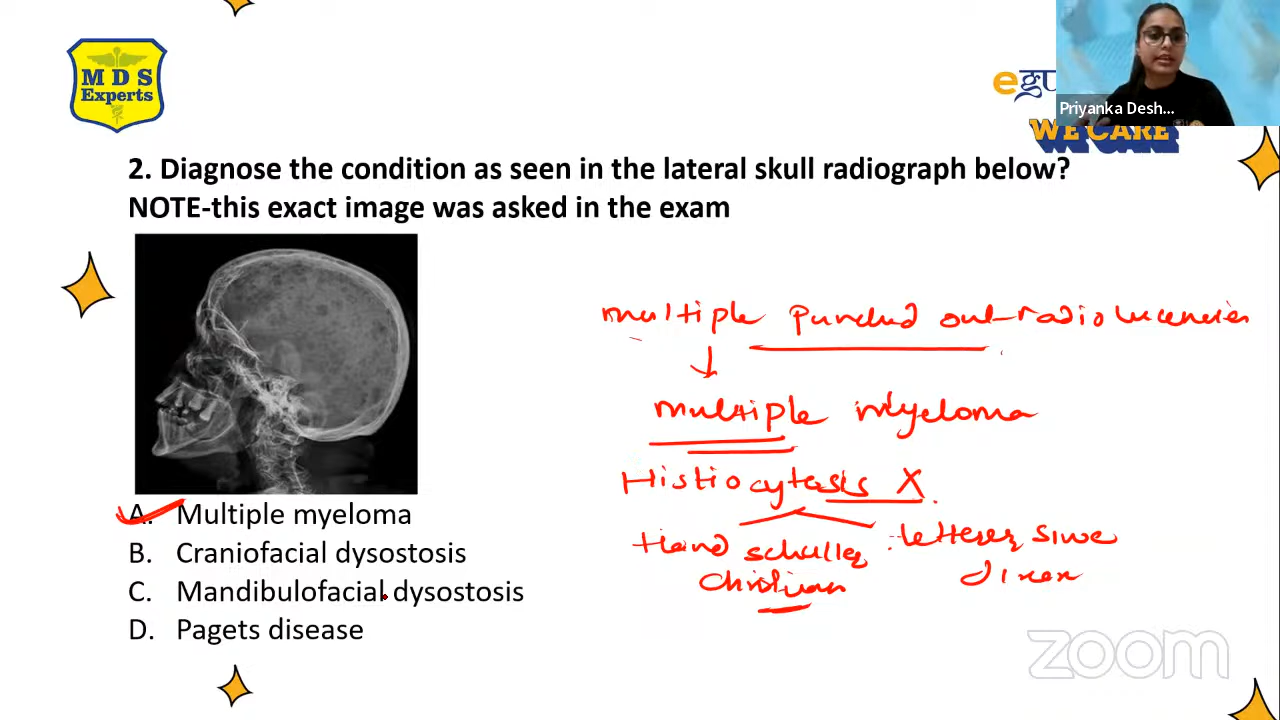 MDS
Experts
egu
Priyanka Desh...
WE CARE
2. Diagnose the condition as seen in the lateral skull radiograph below?
NOTE-this exact image was asked in the exam
multiple punched out radiolucencies
multiple myeloma
Histiocytosis X
Hand schuller
Christian
letterer siwe
A. Multiple myeloma
B. Craniofacial dysostosis
C. Mandibulofacial dysostosis
D. Pagets disease
zoom